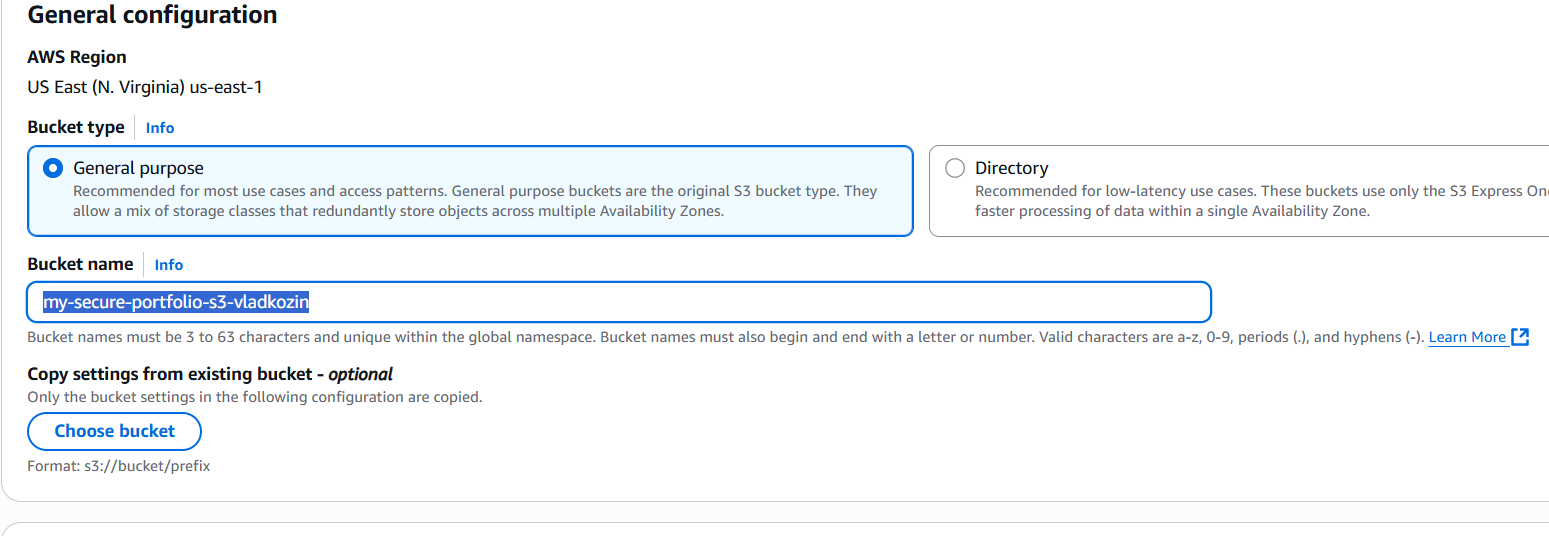 General configuration
AWS Region
US East (N. Virginia) us-east-1
Bucket type
Info
General purpose
Recommended for most use cases and access patterns. General purpose buckets are the original S3 bucket type. They
allow a mix of storage classes that redundantly store objects across multiple Availability Zones.
Directory
Recommended for low-latency use cases. These buckets use only the S3 Express
faster processing of data within a single Availability Zone.
Bucket name
Info
my-secure-portfolio-s3-vladkozin
Bucket names must be 3 to 63 characters and unique within the global namespace. Bucket names must also begin and end with a letter or number. Valid characters are a-z, 0-9, periods (.), and hyphens (-). Learn More
Copy settings from existing bucket - optional
Only the bucket settings in the following configuration are copied.
Choose bucket
Format: s3://bucket/prefix